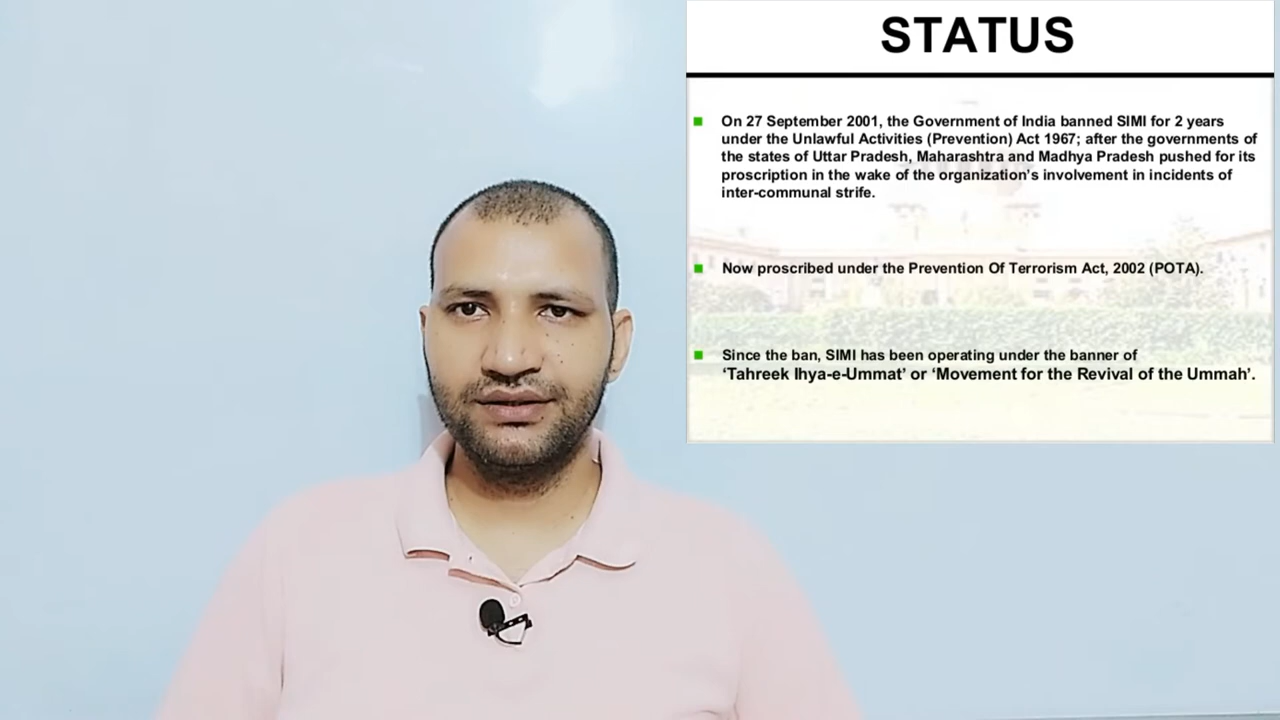 STATUS
On 27 September 2001, the Government of India banned SIMI for 2 years
under the Unlawful Activities (Prevention) Act 1967; after the governments of
the states of Uttar Pradesh, Maharashtra and Madhya Pradesh pushed for its
proscription in the wake of the organization's involvement in incidents of
inter-communal strife.
Now proscribed under the Prevention Of Terrorism Act, 2002 (POTA).
Since the ban, SIMI has been operating under the banner of
‘Tahreek Ihya-e-Ummat’ or ‘Movement for the Revival of the Ummah’.